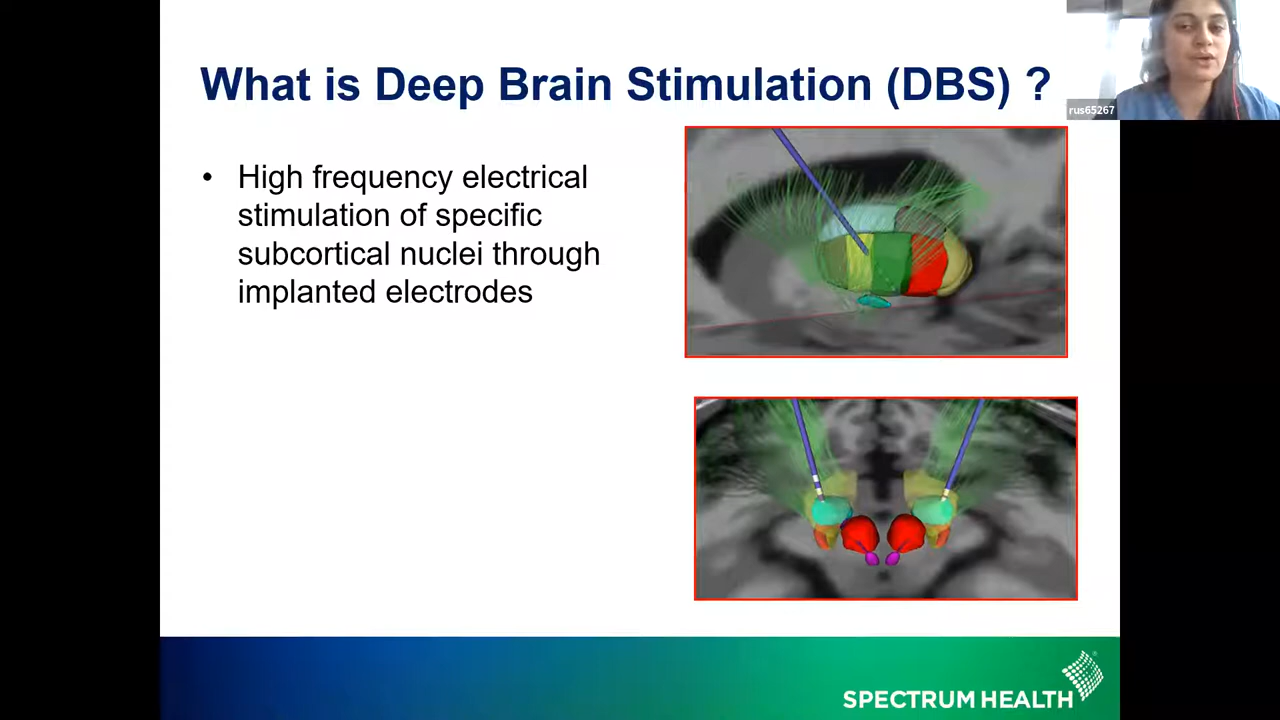 What is Deep Brain Stimulation (DBS) ?
rus65267
• High frequency electrical
stimulation of specific
subcortical nuclei through
implanted electrodes
SPECTRUM HEALTH